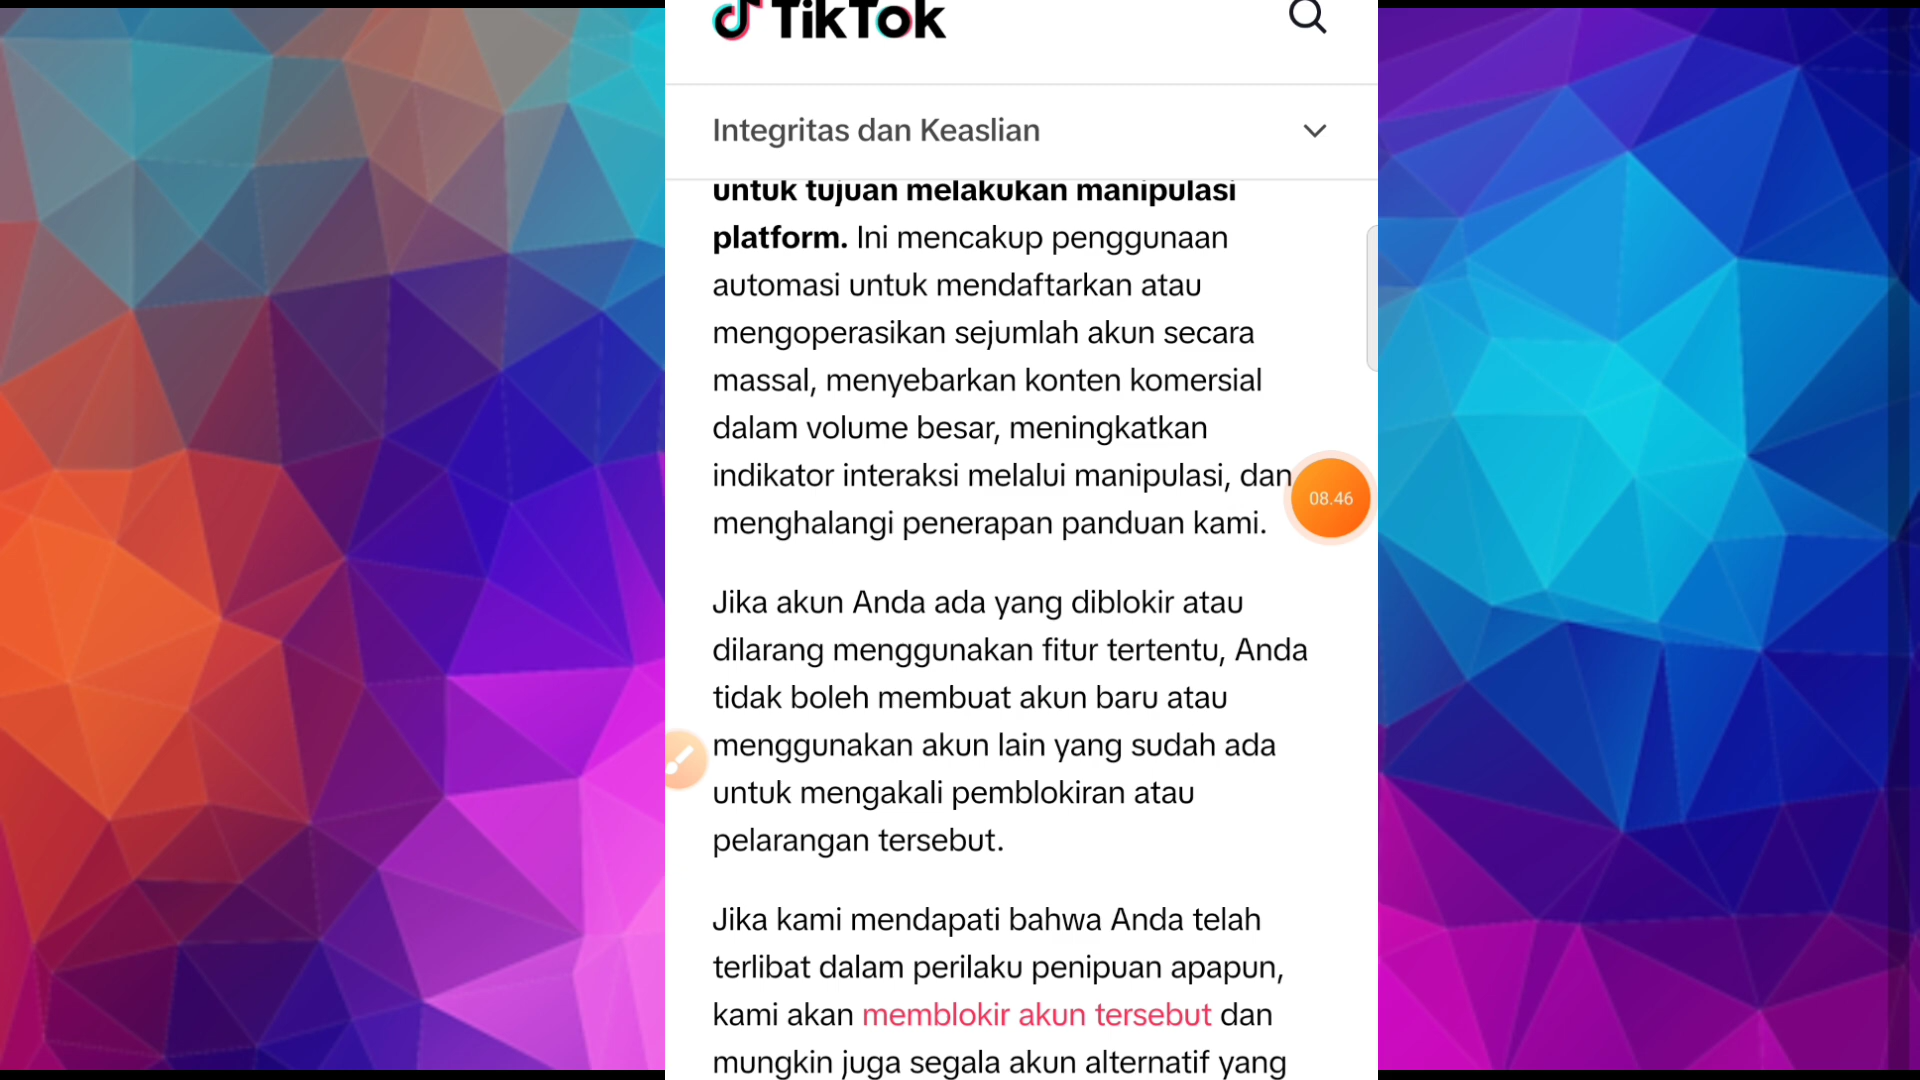 TikTok
Integritas dan Keaslian
untuk tujuan melakukan manipulasi
platform. Ini mencakup penggunaan
automasi untuk mendaftarkan atau
mengoperasikan sejumlah akun secara
massal, menyebarkan konten komersial
dalam volume besar, meningkatkan
indikator interaksi melalui manipulasi, dan
08.46
menghalangi penerapan panduan kami.
Jika akun Anda ada yang diblokir atau
dilarang menggunakan fitur tertentu, Anda
tidak boleh membuat akun baru atau
menggunakan akun lain yang sudah ada
untuk mengakali pemblokiran atau
pelarangan tersebut.
Jika kami mendapati bahwa Anda telah
terlibat dalam perilaku penipuan apapun,
kami akan memblokir akun tersebut dan
mungkin juga segala akun alternatif yang